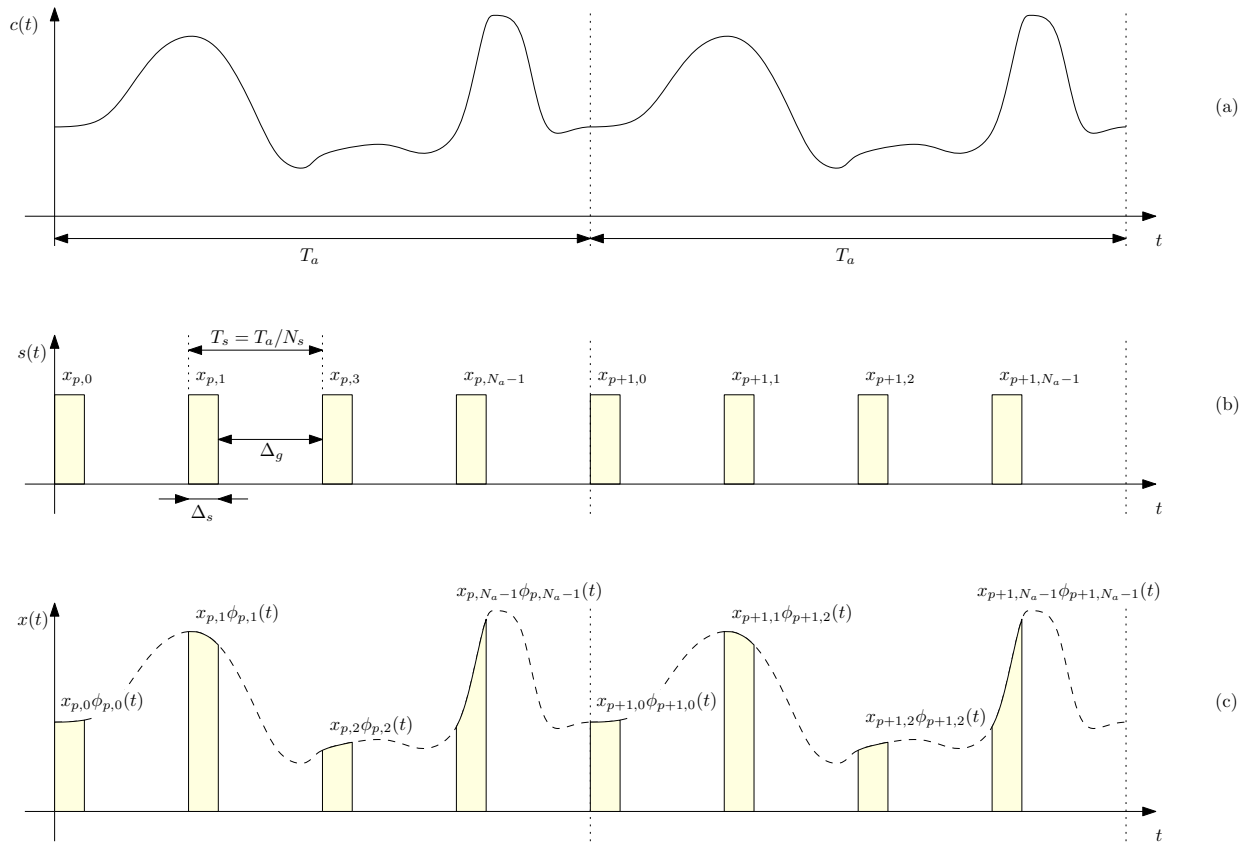 c(t)
(a)
T_a
T_a
t
T_s = T_a/N_s
s(t)
x_{p,0}
x_{p,1}
x_{p,3}
x_{p,N_a−1}
x_{p+1,0}
x_{p+1,1}
x_{p+1,2}
x_{p+1,N_a−1}
(b)
Δ_g
Δ_s
t
x(t)
x_{p,0}ϕ_{p,0}(t)
x_{p,1}ϕ_{p,1}(t)
x_{p,2}ϕ_{p,2}(t)
x_{p,N_a−1}ϕ_{p,N_a−1}(t)
x_{p+1,0}ϕ_{p+1,0}(t)
x_{p+1,1}ϕ_{p+1,2}(t)
x_{p+1,2}ϕ_{p+1,2}(t)
x_{p+1,N_a−1}ϕ_{p+1,N_a−1}(t)
(c)
t